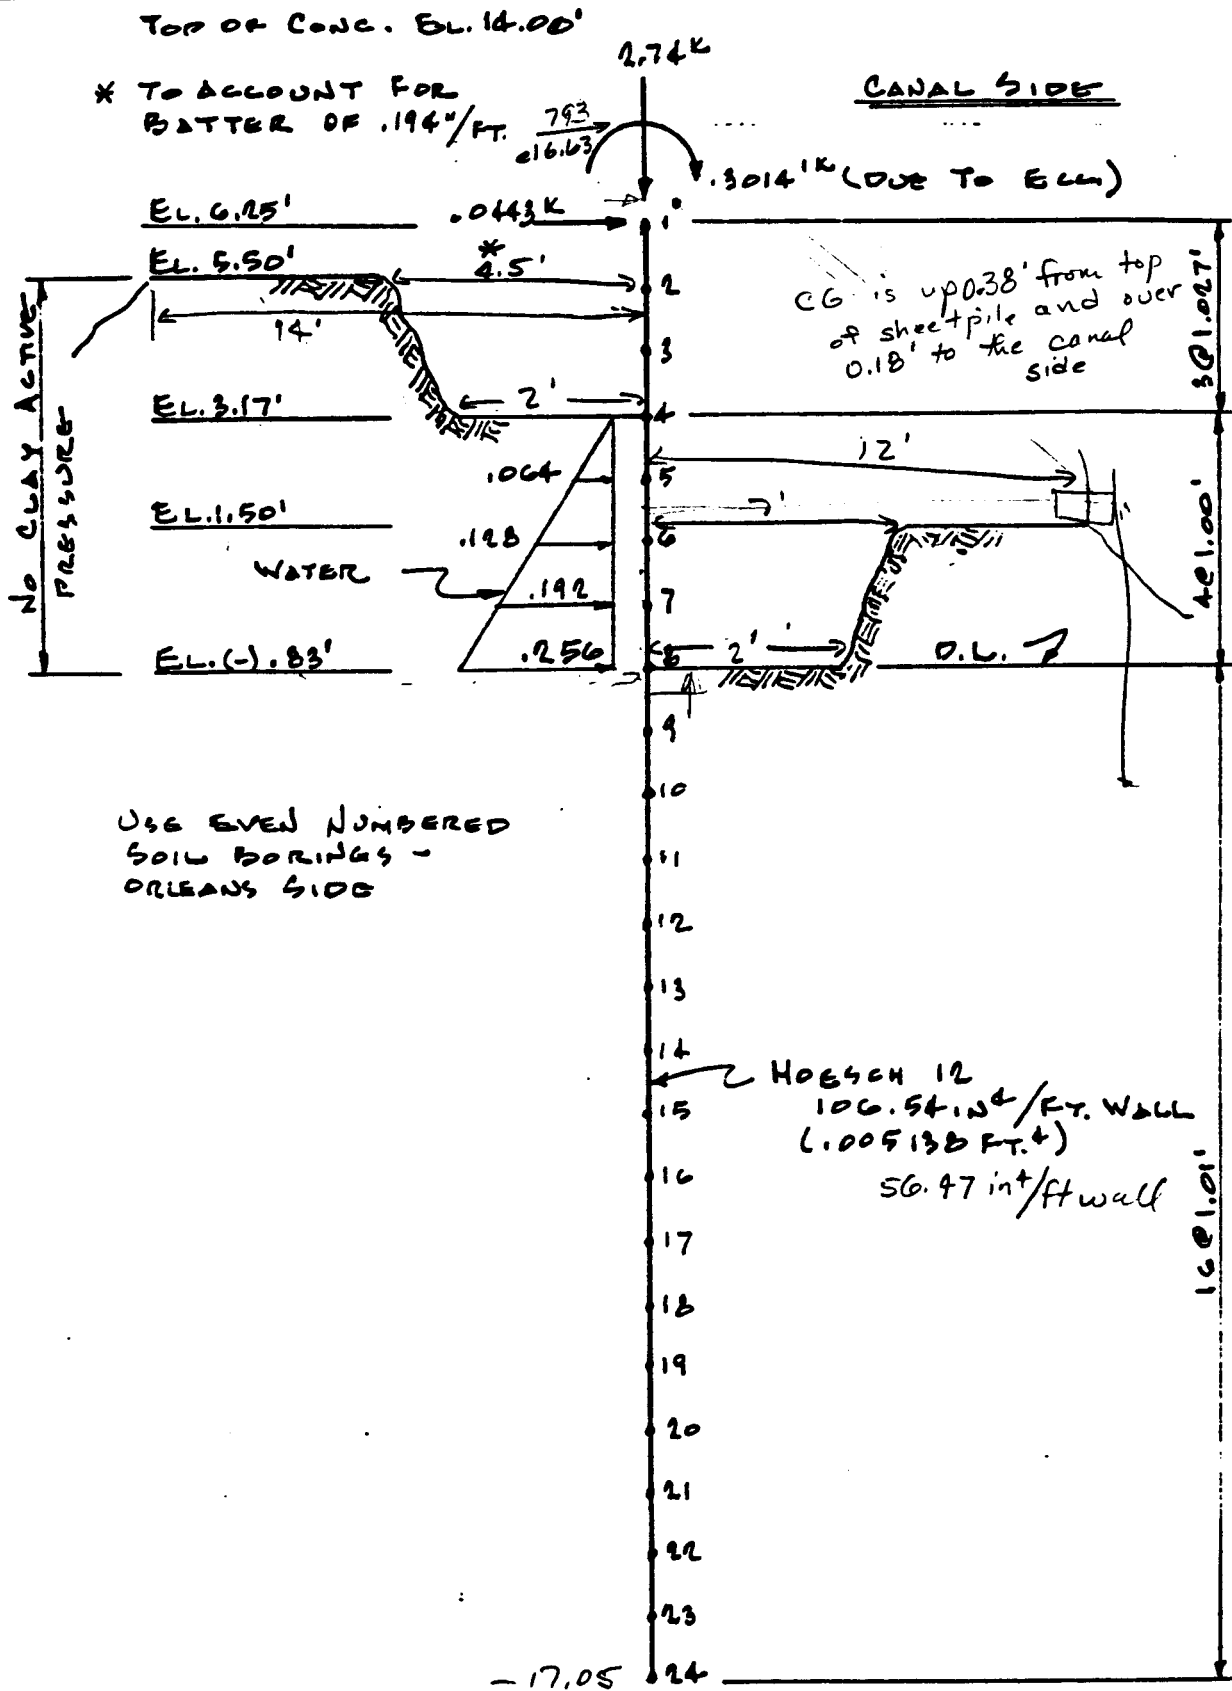 TOP OF CONC. EL. 14.00'
2.74K
* TO ACCOUNT FOR
BATTER OF .194"/FT.
CANAL SIDE
793
@16.63
.3014'K (DUE TO ECC.)
EL. 6.25'
.0443K
1
EL. 5.50'
*
4.5'
2
CG is up 0.38' from top
of sheetpile and over
0.18' to the canal
side
14'
3
3@1.027'
NO CLAY ACTIVE
PRESSURE
EL. 3.17'
2'
4
12'
.064
5
EL. 1.50'
6
.128
WATER
.192
7
4@1.00'
EL.(-).83'
.256
8
2'
D.L.
9
10
USE EVEN NUMBERED
SOIL BORINGS -
ORLEANS SIDE
11
12
13
14
HOESCH 12
106.54 IN4/FT. WALL
(.005138 FT.4)
56.47 in4/ft wall
15
16
17
16@1.01'
18
19
20
21
22
23
-17.05
24